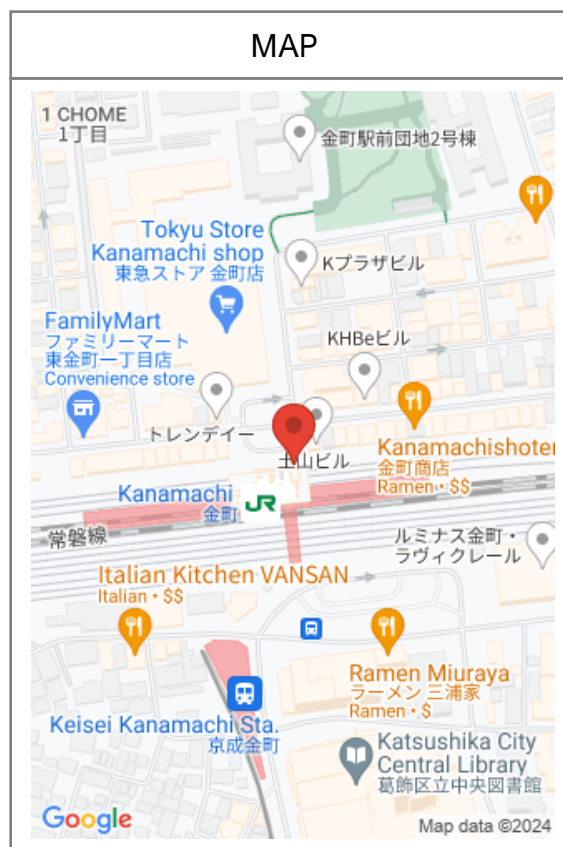 MAP
1 CHOME
1丁目
金町駅前団地2号棟
Tokyu Store
Kanamachi shop
東急ストア 金町店
Kプラザビル
FamilyMart
ファミリーマート
東金町一丁目店
Convenience store
KHBeビル
トレンデイー
土山ビル
Kanamachishoten
金町商店
Ramen・$$
Kanamachi
金町
JR
常磐線
ルミナス金町・
ラヴィクレール
Italian Kitchen VANSAN
Italian・$$
Ramen Miuraya
ラーメン 三浦家
Ramen・$
Keisei Kanamachi Sta.
京成金町
Katsushika City
Central Library
葛飾区立中央図書館
Google
Map data ©2024